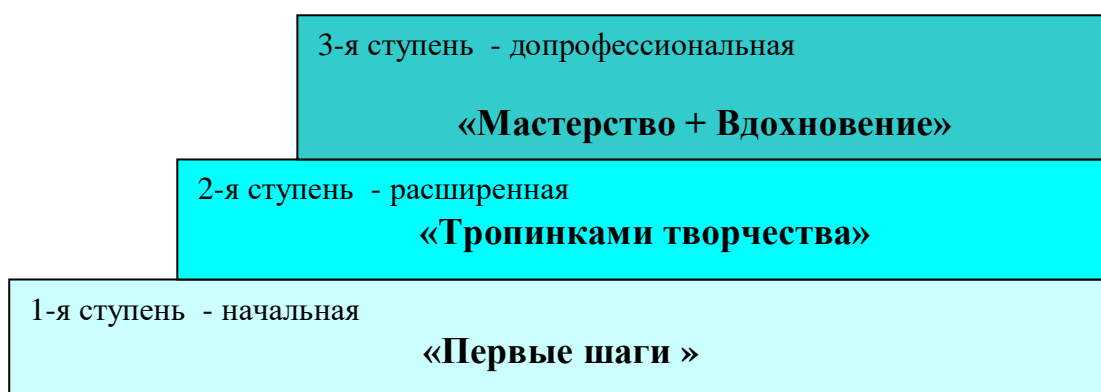 3-я ступень - допрофессиональная
«Мастерство + Вдохновение»
2-я ступень - расширенная
«Тропинками творчества»
1-я ступень - начальная
«Первые шаги »